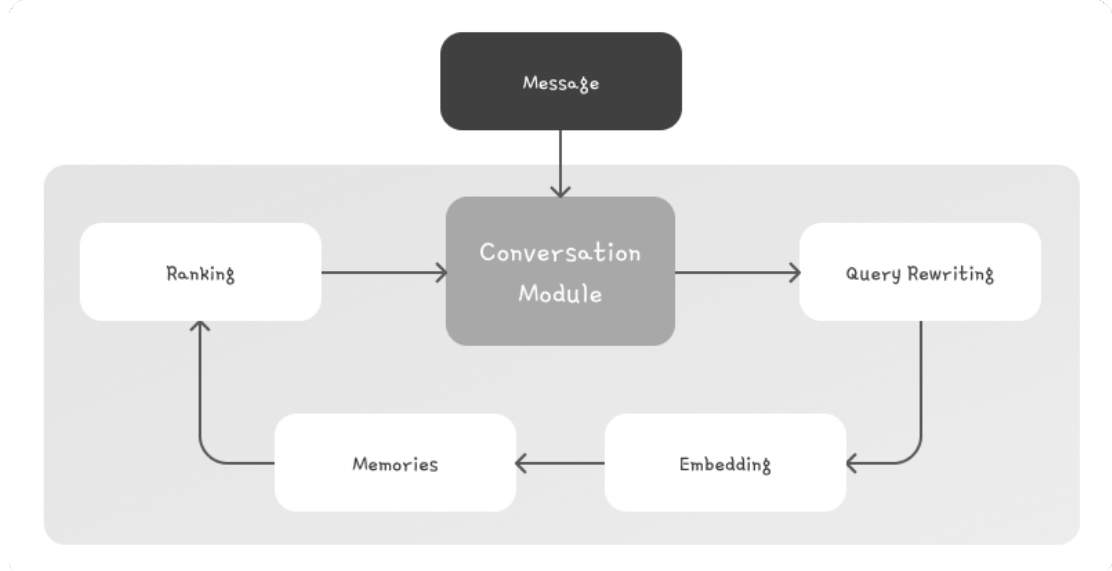 Message
Ranking
Conversation
Module
Query Rewriting
Memories
Embedding